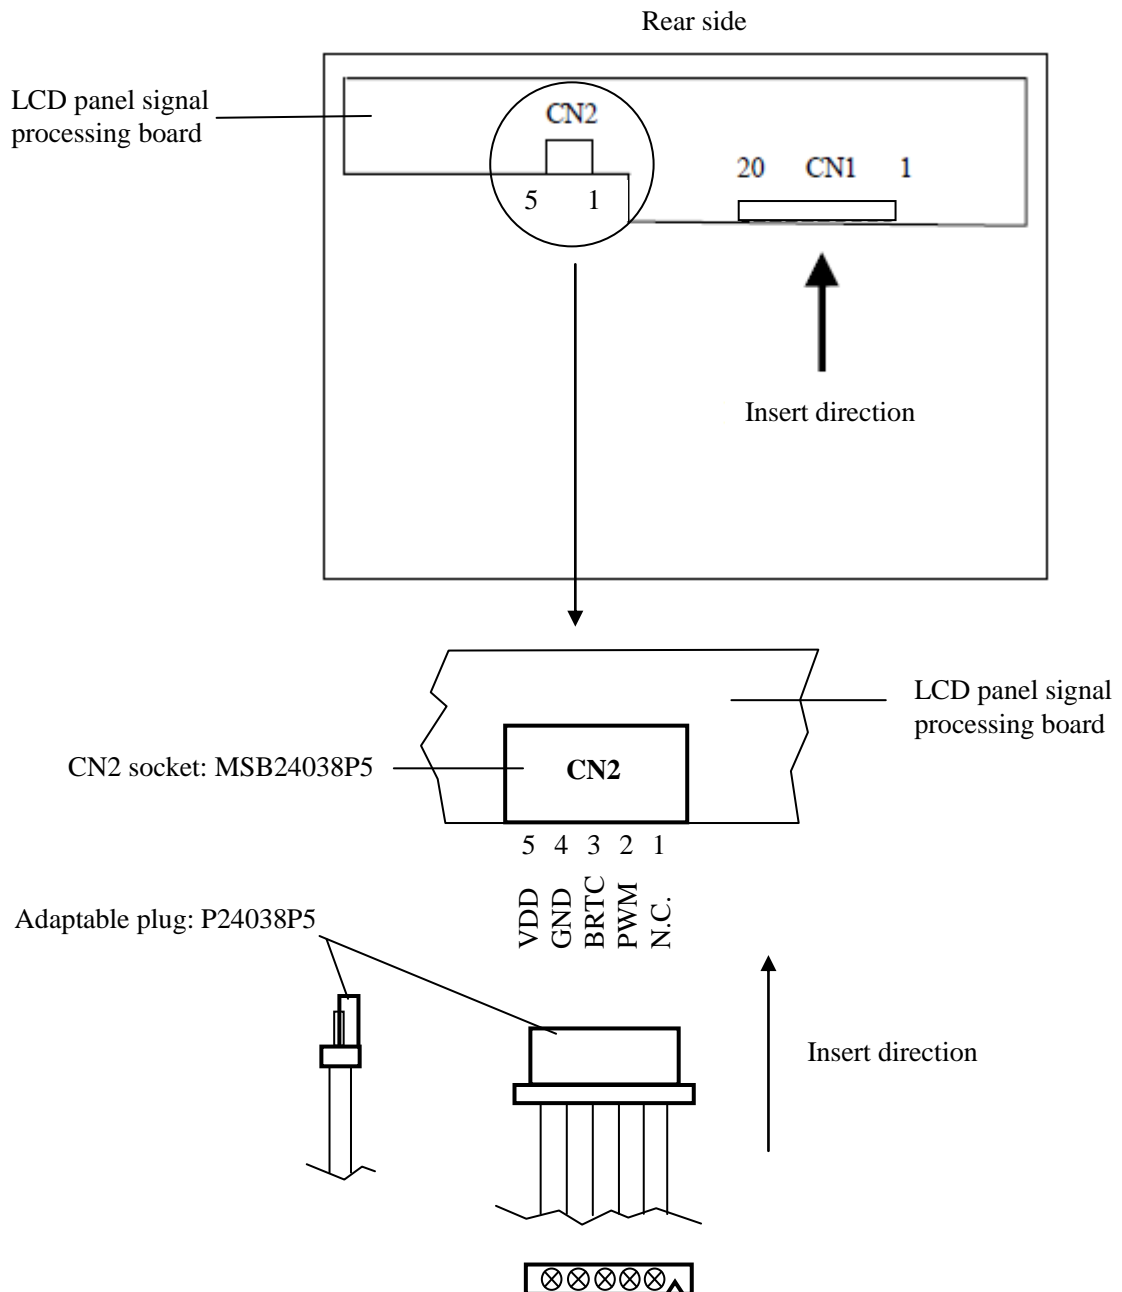 Rear side
LCD panel signal
processing board
CN2
20 CN1 1
5 1
Insert direction
LCD panel signal
processing board
CN2 socket: MSB24038P5
CN2
5 4 3 2 1
VDD
GND
BRTC
PWM
N.C.
Adaptable plug: P24038P5
Insert direction